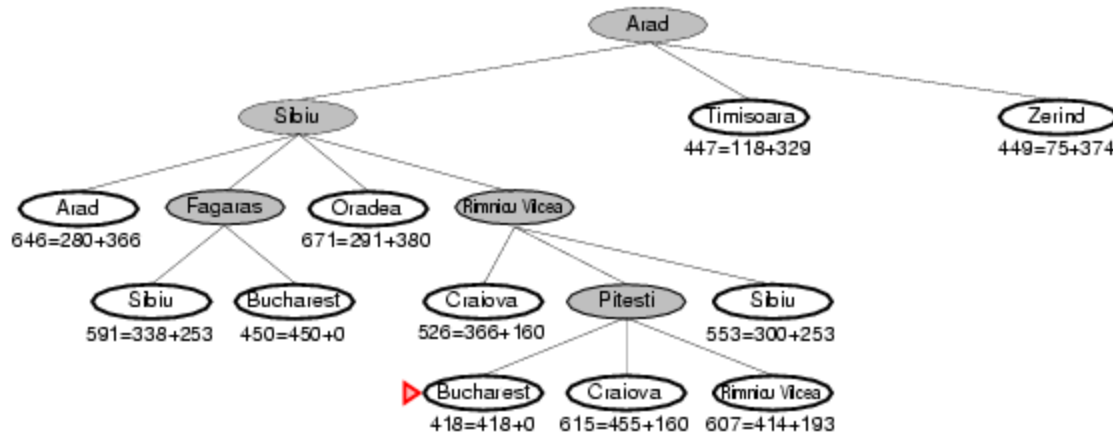 Arad
Sibiu
Timisoara
Zerind
447=118+329
449=75+374
Arad
Fagaras
Oradea
Rimnicu Vilcea
646=280+366
671=291+380
Sibiu
Bucharest
Craiova
Pitesti
Sibiu
591=338+253
450=450+0
526=366+160
553=300+253
Bucharest
Craiova
Rimnicu Vilcea
418=418+0
615=455+160
607=414+193